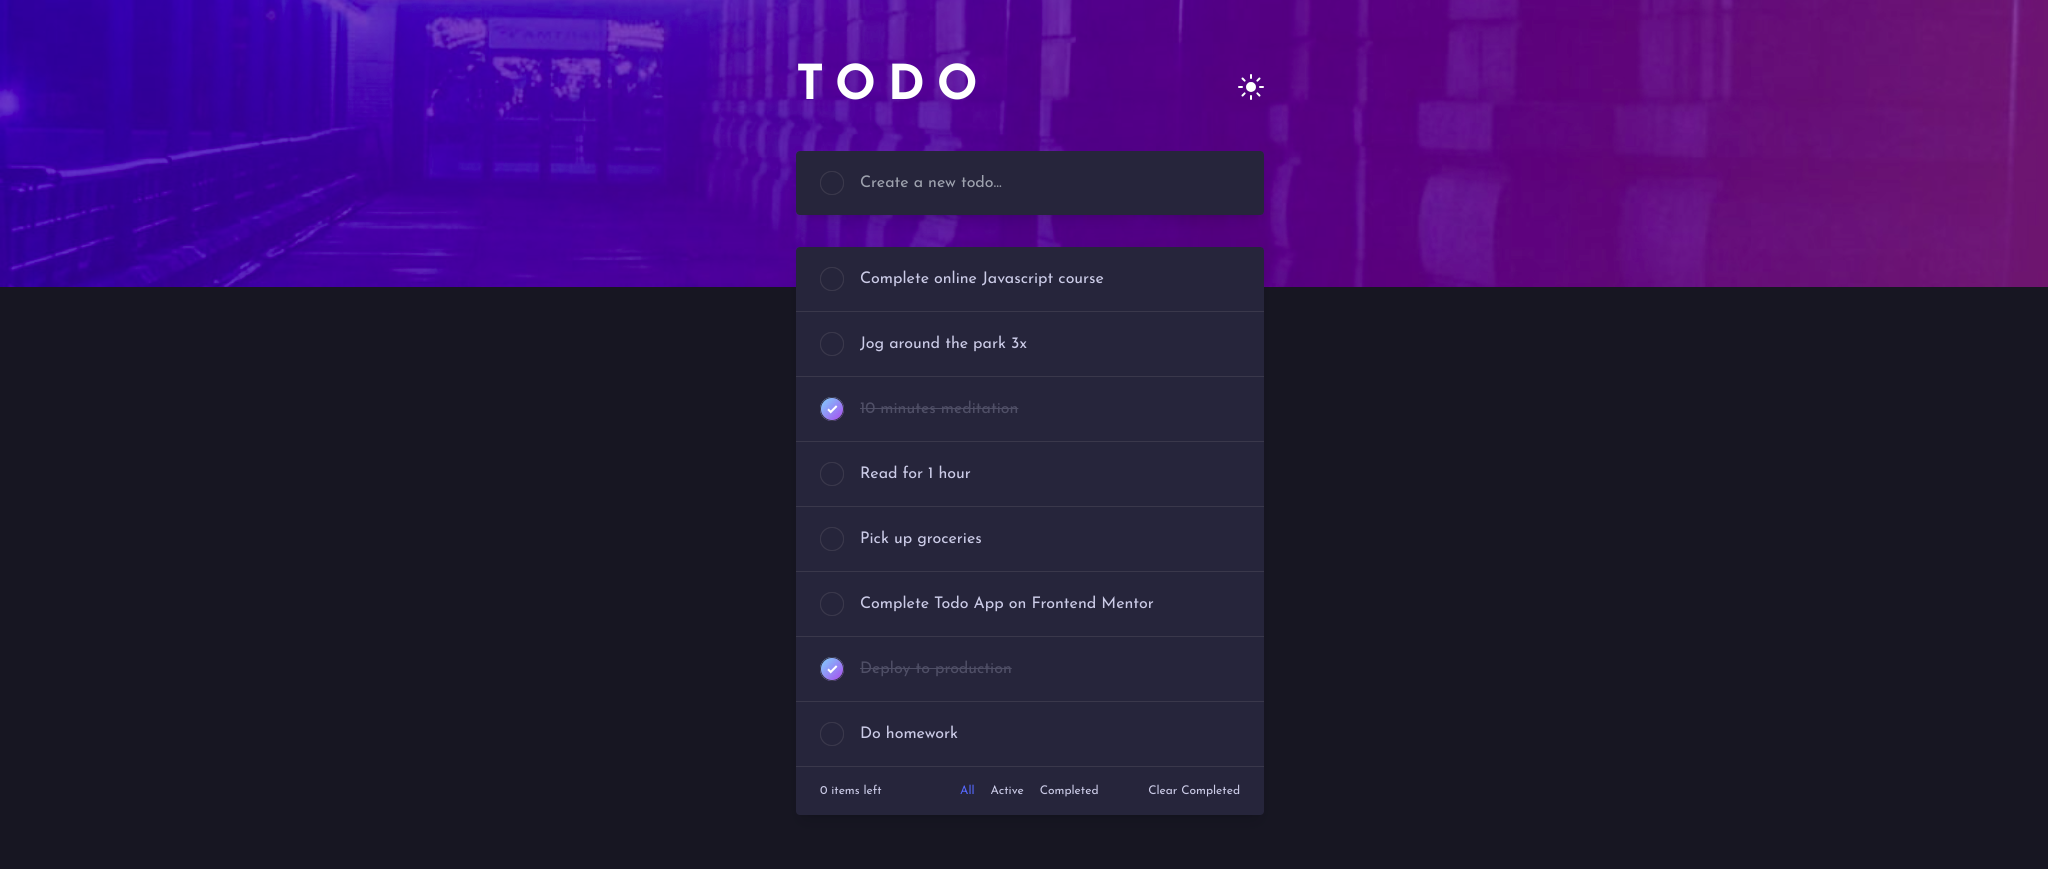 TODO
Create a new todo...
Complete online Javascript course
Jog around the park 3x
10 minutes meditation
Read for 1 hour
Pick up groceries
Complete Todo App on Frontend Mentor
Deploy to production
Do homework
0 items left All Active Completed Clear Completed